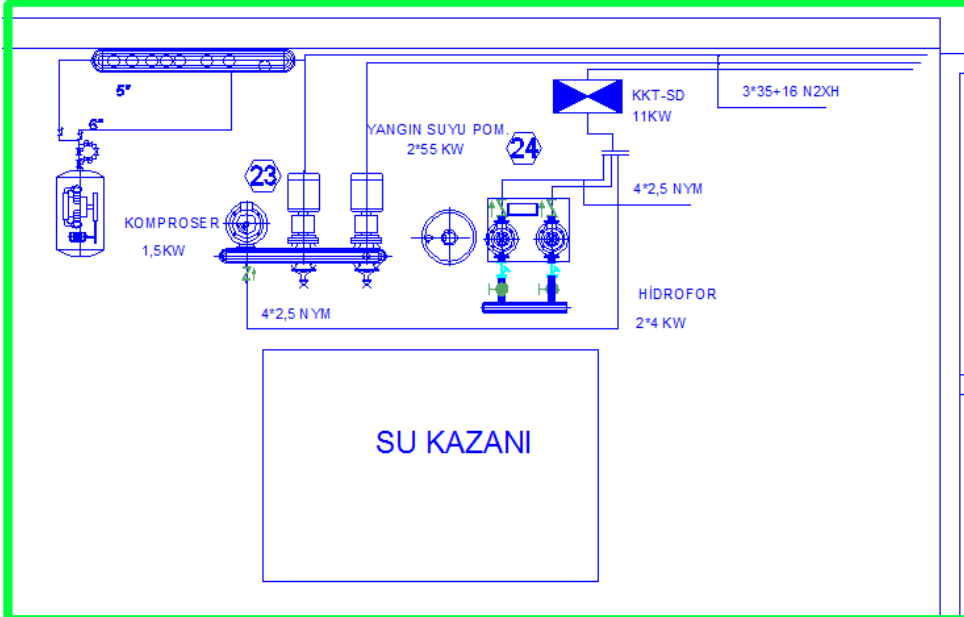 5"
6"
KKT-SD
11KW
3*35+16 N2XH
YANGIN SUYU POM.
2*55 KW
24
23
4*2,5 NYM
KOMPROSER
1,5KW
HİDROFOR
2*4 KW
4*2,5 NYM
SU KAZANI